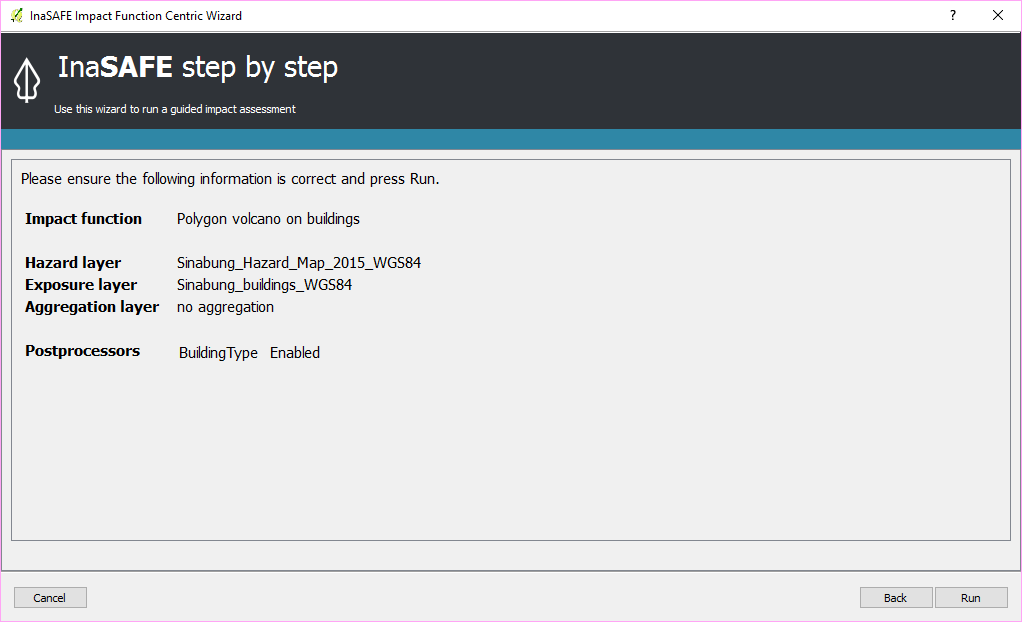 InaSAFE Impact Function Centric Wizard
?
InaSAFE step by step
Use this wizard to run a guided impact assessment
Please ensure the following information is correct and press Run.
Impact function Polygon volcano on buildings
Hazard layer Sinabung_Hazard_Map_2015_WGS84
Exposure layer Sinabung_buildings_WGS84
Aggregation layer no aggregation
Postprocessors BuildingType Enabled
Cancel Back Run